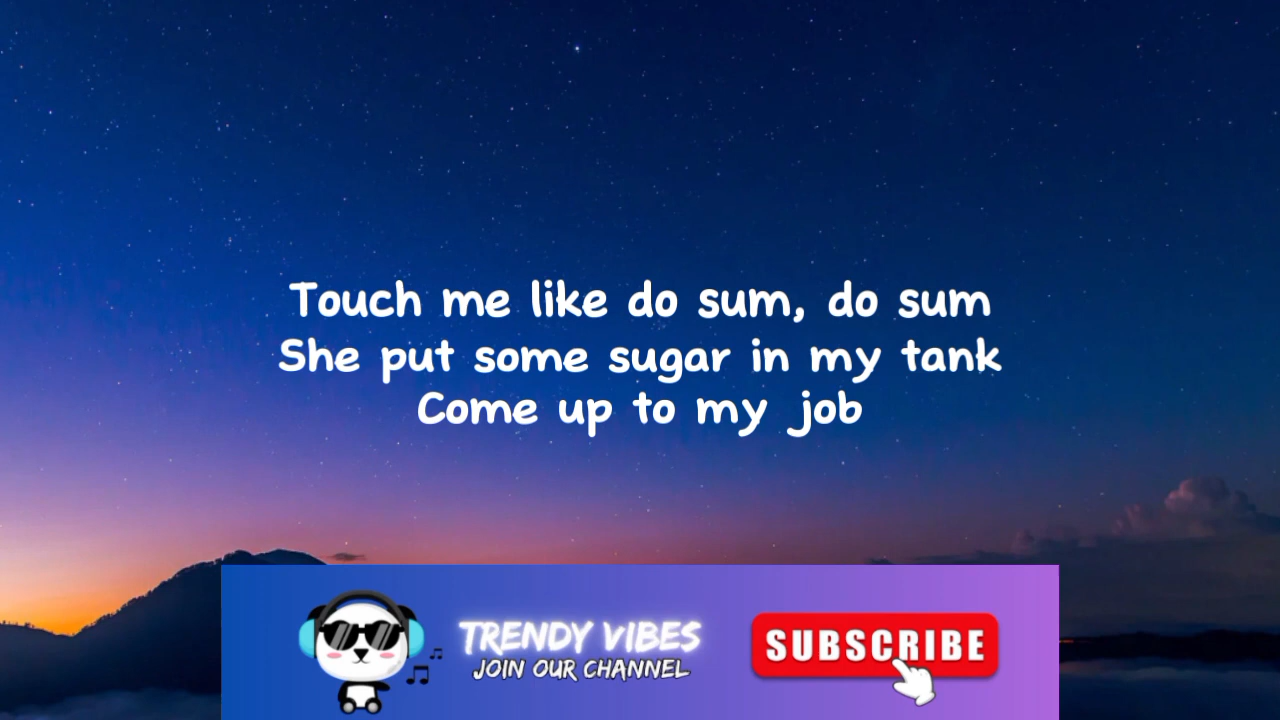 Touch me like do sum, do sum
She put some sugar in my tank
Come up to my job
TRENDY VIBES
JOIN OUR CHANNEL
SUBSCRIBE